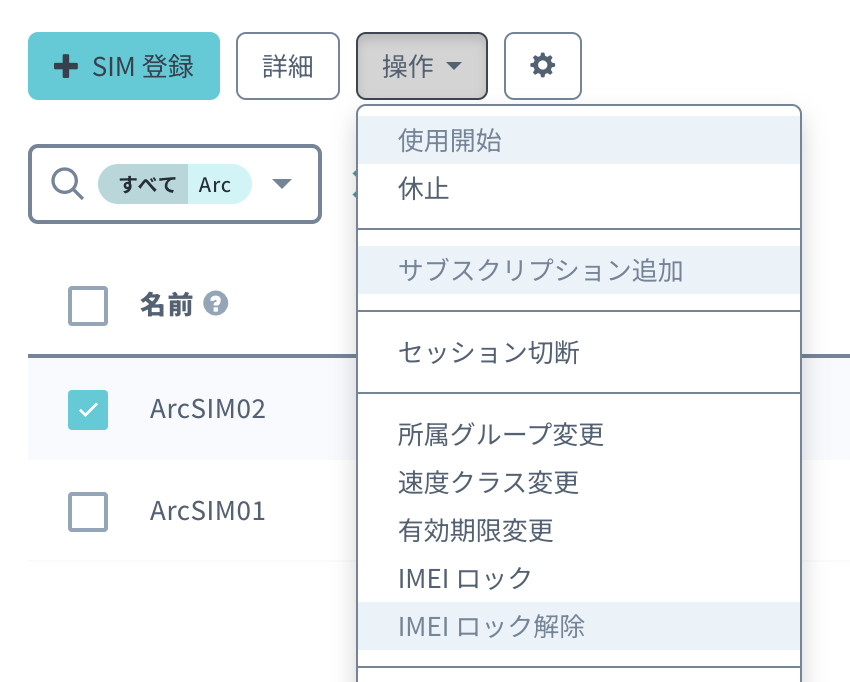 SIM 登録
詳細
操作
すべて Arc
使用開始
休止
サブスクリプション追加
名前
セッション切断
ArcSIM02
所属グループ変更
速度クラス変更
ArcSIM01
有効期限変更
IMEI ロック
IMEI ロック解除